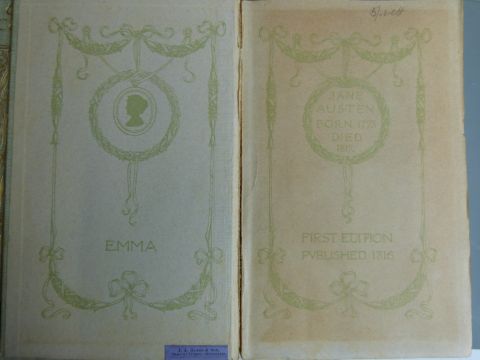 EMMA
JANE
AUSTEN
BORN 1775
DIED
1817
FIRST EDITION
PUBLISHED 1816